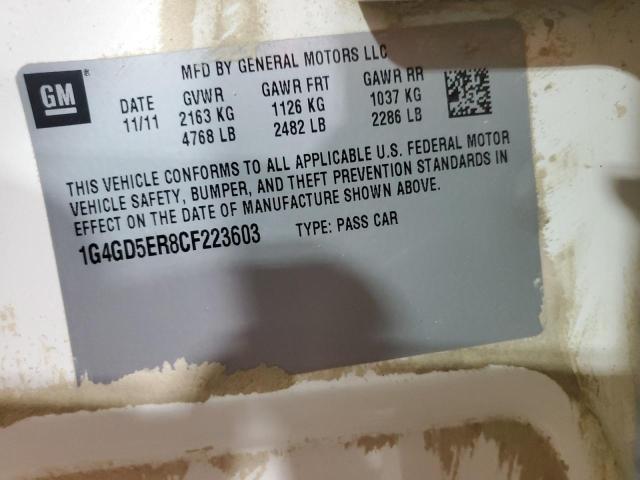 MFD BY GENERAL MOTORS LLC
GM ®
DATE GVWR GAWR FRT GAWR RR
11/11 2163 KG 1126 KG 1037 KG
4768 LB 2482 LB 2286 LB
THIS VEHICLE CONFORMS TO ALL APPLICABLE U.S. FEDERAL MOTOR
VEHICLE SAFETY, BUMPER, AND THEFT PREVENTION STANDARDS IN
EFFECT ON THE DATE OF MANUFACTURE SHOWN ABOVE.
1G4GD5ER8CF223603 TYPE: PASS CAR